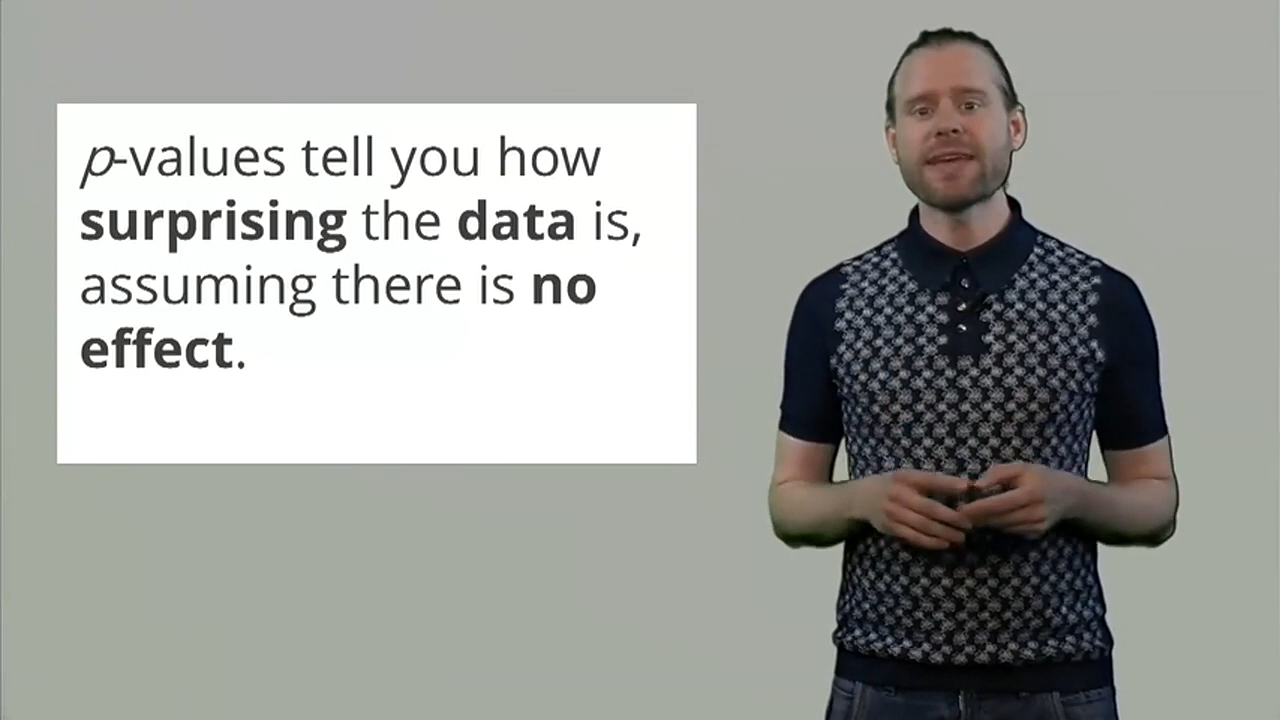 p-values tell you how
surprising the data is,
assuming there is no
effect.